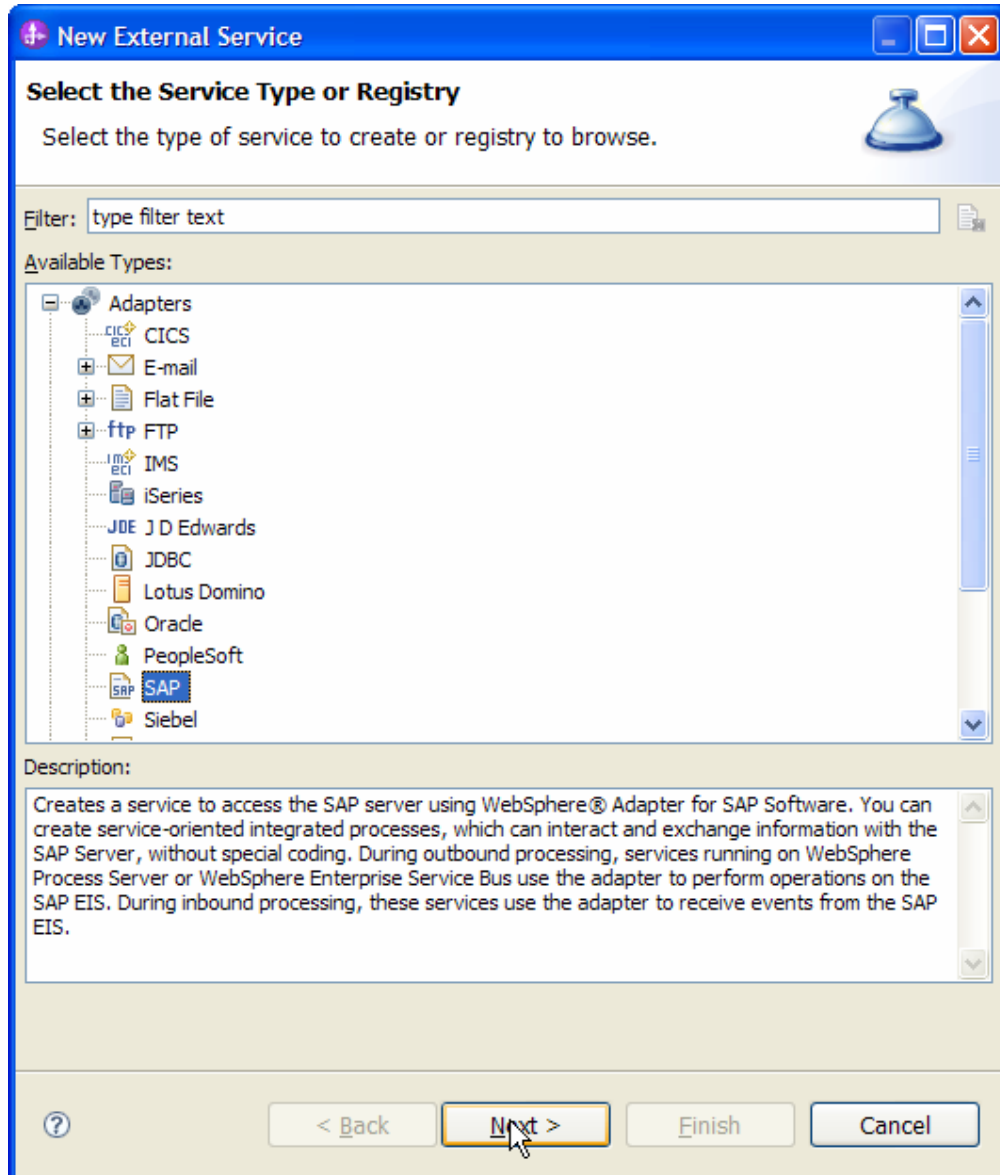 New External Service
Select the Service Type or Registry
Select the type of service to create or registry to browse.
Filter: type filter text
Available Types:
Adapters
CICS
E-mail
Flat File
ftp FTP
IMS
iSeries
JDE J D Edwards
JDBC
Lotus Domino
Oracle
PeopleSoft
SAP SAP
Siebel
Description:
Creates a service to access the SAP server using WebSphere® Adapter for SAP Software. You can
create service-oriented integrated processes, which can interact and exchange information with the
SAP Server, without special coding. During outbound processing, services running on WebSphere
Process Server or WebSphere Enterprise Service Bus use the adapter to perform operations on the
SAP EIS. During inbound processing, these services use the adapter to receive events from the SAP
EIS.
< Back Next > Finish Cancel